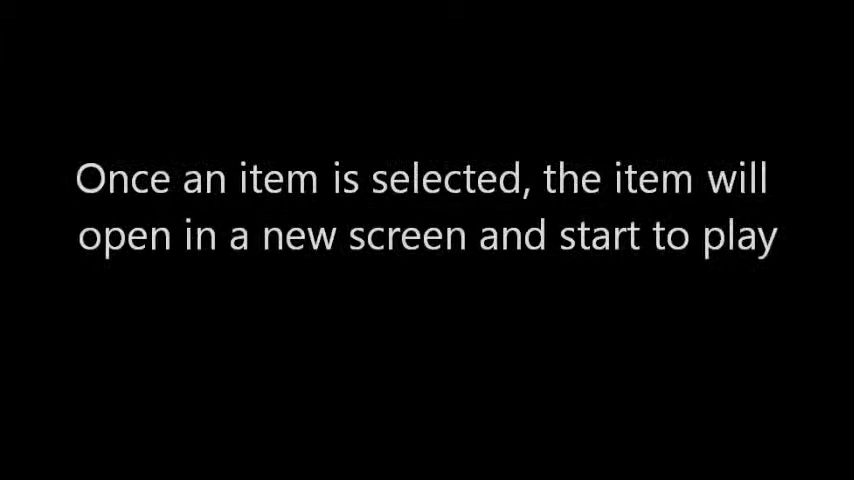 Once an item is selected, the item will
open in a new screen and start to play